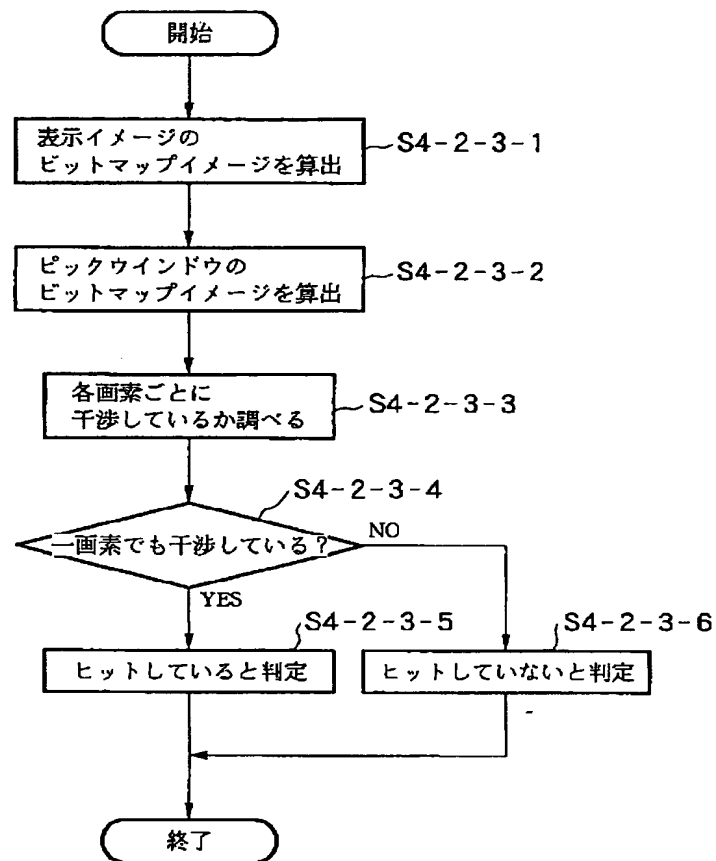 開始
表示イメージの
ビットマップイメージを算出
S4-2-3-1
ピックウインドウの
ビットマップイメージを算出
S4-2-3-2
各画素ごとに
干渉しているか調べる
S4-2-3-3
S4-2-3-4
一画素でも干渉している?
NO
YES
S4-2-3-5
S4-2-3-6
ヒットしていると判定
ヒットしていないと判定
終了